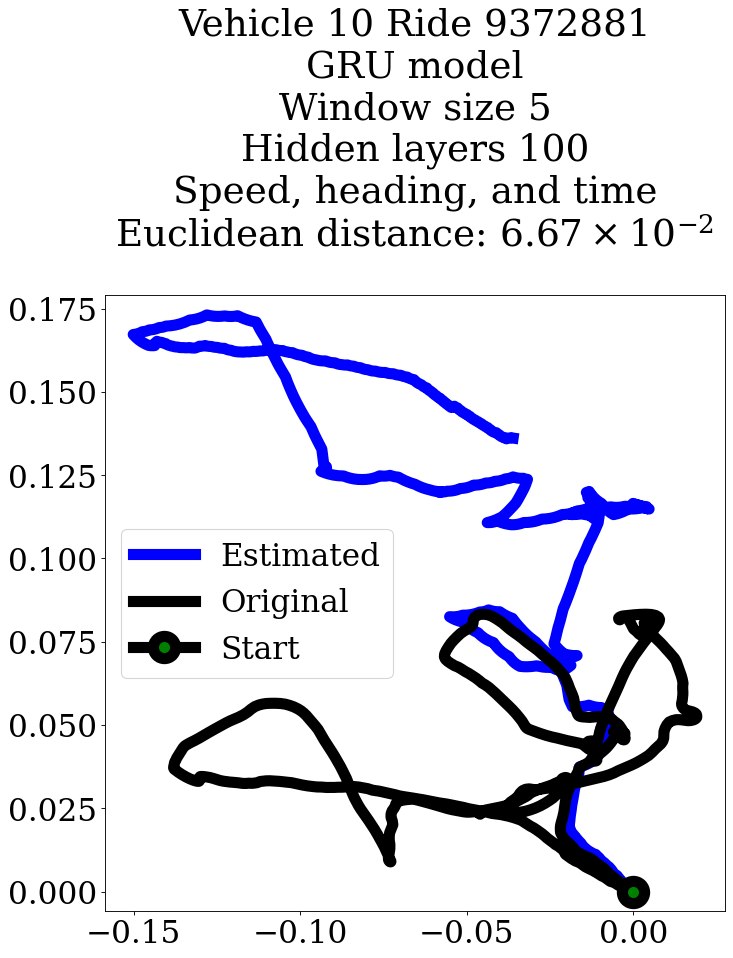 Vehicle 10 Ride 9372881
GRU model
Window size 5
Hidden layers 100
Speed, heading, and time
Euclidean distance: 6.67 × 10⁻²
0.175
0.150
0.125
0.100
0.075
0.050
0.025
0.000
Estimated
Original
Start
−0.15
−0.10
−0.05
0.00